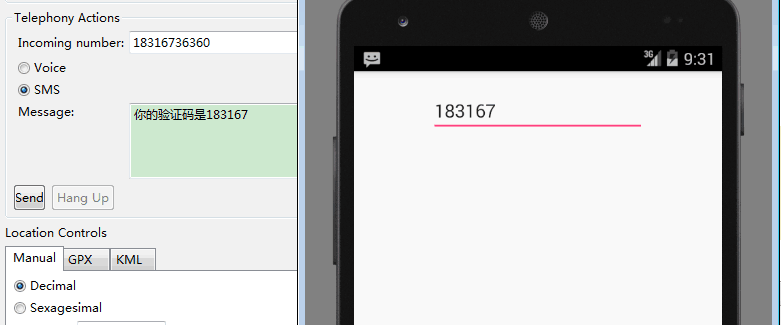 Telephony Actions
Incoming number: 18316736360
Voice
SMS
Message: 你的验证码是183167
Send Hang Up
Location Controls
Manual GPX KML
Decimal
Sexagesimal
3G 9:31
183167